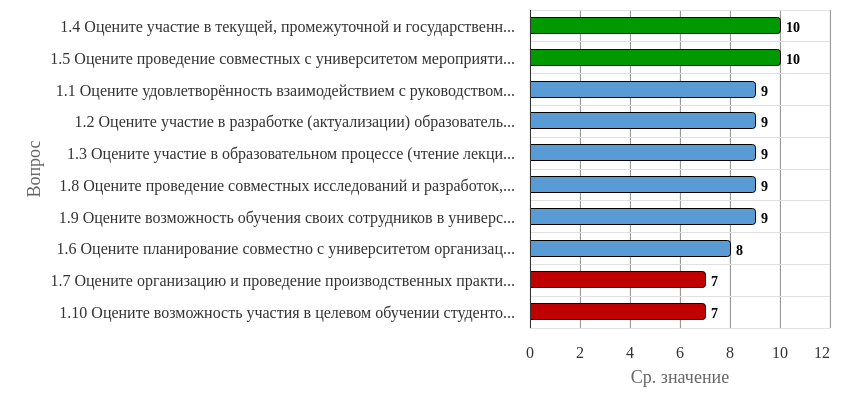 1.4 Оцените участие в текущей, промежуточной и государственн... 10
1.5 Оцените проведение совместных с университетом мероприяти... 10
1.1 Оцените удовлетворённость взаимодействием с руководством... 9
1.2 Оцените участие в разработке (актуализации) образователь... 9
1.3 Оцените участие в образовательном процессе (чтение лекци... 9
1.8 Оцените проведение совместных исследований и разработок,... 9
1.9 Оцените возможность обучения своих сотрудников в универс... 9
1.6 Оцените планирование совместно с университетом организац... 8
1.7 Оцените организацию и проведение производственных практи... 7
1.10 Оцените возможность участия в целевом обучении студенто... 7
Вопрос
0 2 4 6 8 10 12
Ср. значение